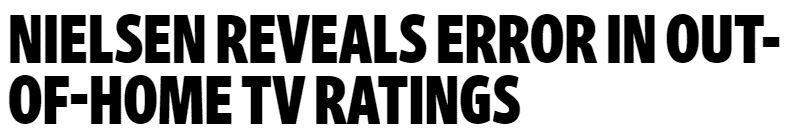 NIELSEN REVEALS ERROR IN OUT-
OF-HOME TV RATINGS